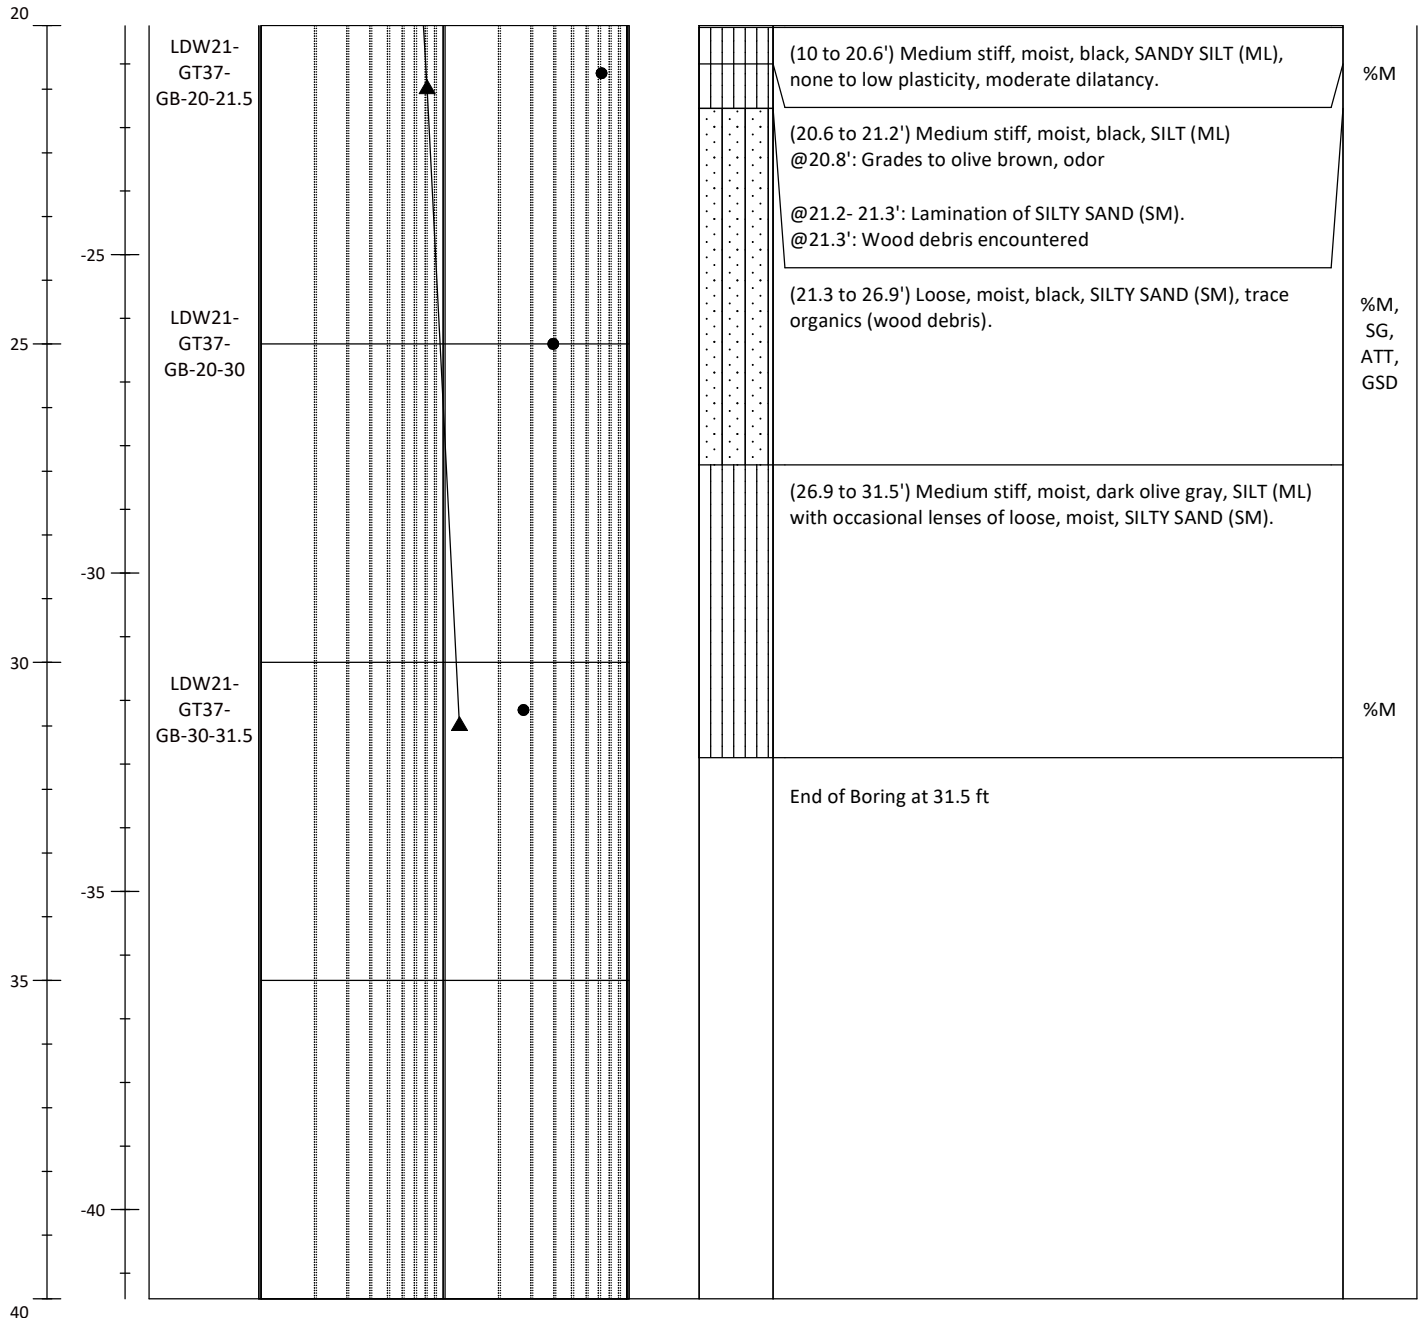 20
LDW21-
GT37-
GB-20-21.5
(10 to 20.6') Medium stiff, moist, black, SANDY SILT (ML),
none to low plasticity, moderate dilatancy.
%M
(20.6 to 21.2') Medium stiff, moist, black, SILT (ML)
@20.8': Grades to olive brown, odor
@21.2- 21.3': Lamination of SILTY SAND (SM).
@21.3': Wood debris encountered
-25
(21.3 to 26.9') Loose, moist, black, SILTY SAND (SM), trace
organics (wood debris).
25
LDW21-
GT37-
GB-20-30
%M,
SG,
ATT,
GSD
(26.9 to 31.5') Medium stiff, moist, dark olive gray, SILT (ML)
with occasional lenses of loose, moist, SILTY SAND (SM).
-30
30
LDW21-
GT37-
GB-30-31.5
%M
End of Boring at 31.5 ft
-35
35
-40
40